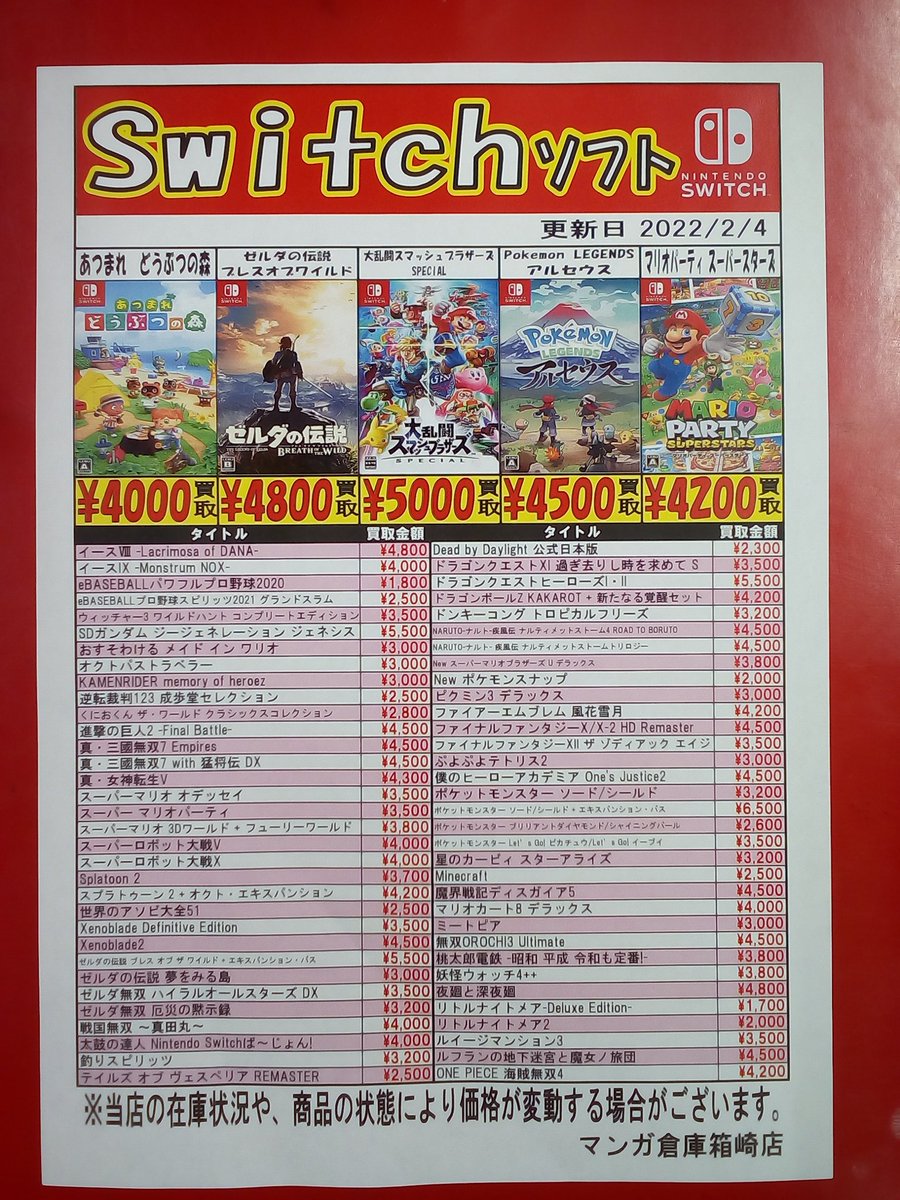 Switchソフト
NINTENDO
SWITCH
更新日 2022/2/4
あつまれ どうぶつの森
ゼルダの伝説
ブレスオブワイルド
大乱闘スマッシュブラザーズ
SPECIAL
Pokemon LEGENDS
アルセウス
マリオパーティ スーパースターズ
あつまれ
どうぶつの森
ゼルダの伝説
BREATH OF THE WILD
大乱闘
スマッシュブラザーズ
SPECIAL
POKÉMON
LEGENDS
アルセウス
MARIO
PARTY
SUPERSTARS
¥4000買取
¥4800買取
¥5000買取
¥4500買取
¥4200買取
タイトル 買取金額
イースⅧ -Lacrimosa of DANA- ¥4,800
イースⅨ -Monstrum NOX- ¥4,000
eBASEBALLパワフルプロ野球2020 ¥1,800
eBASEBALLプロ野球スピリッツ2021 グランドスラム ¥2,500
ウィッチャー3 ワイルドハント コンプリートエディション ¥3,500
SDガンダム ジージェネレーション ジェネシス ¥5,500
おすそわける メイド イン ワリオ ¥3,000
オクトパストラベラー ¥3,000
KAMENRIDER memory of heroez ¥3,000
逆転裁判123 成歩堂セレクション ¥2,500
くにおくん ザ・ワールド クラシックスコレクション ¥2,800
進撃の巨人2 -Final Battle- ¥4,500
真・三國無双7 Empires ¥4,500
真・三國無双7 with 猛将伝 DX ¥4,500
真・女神転生V ¥4,300
スーパーマリオ オデッセイ ¥3,500
スーパー マリオパーティ ¥3,500
スーパーマリオ 3Dワールド + フューリーワールド ¥3,800
スーパーロボット大戦V ¥4,000
スーパーロボット大戦X ¥4,000
Splatoon 2 ¥3,700
スプラトゥーン2 + オクト・エキスパンション ¥4,200
世界のアソビ大全51 ¥2,500
Xenoblade Definitive Edition ¥3,500
Xenoblade2 ¥4,500
ゼルダの伝説 ブレス オブ ザ ワイルド + エキスパンション・パス ¥5,500
ゼルダの伝説 夢をみる島 ¥3,000
ゼルダ無双 ハイラルオールスターズ DX ¥3,500
ゼルダ無双 厄災の黙示録 ¥3,200
戦国無双 ～真田丸～ ¥4,000
太鼓の達人 Nintendo Switchば～じょん! ¥4,000
釣りスピリッツ ¥3,200
テイルズ オブ ヴェスペリア REMASTER ¥2,500
タイトル 買取金額
Dead by Daylight 公式日本版 ¥2,300
ドラゴンクエストXI 過ぎ去りし時を求めて S ¥3,500
ドラゴンクエストヒーローズI・II ¥5,500
ドラゴンボールZ KAKAROT + 新たなる覚醒セット ¥4,200
ドンキーコング トロピカルフリーズ ¥3,200
NARUTO-ナルト- 疾風伝 ナルティメットストーム4 ROAD TO BORUTO ¥4,500
NARUTO-ナルト- 疾風伝 ナルティメットストームトリロジー ¥4,500
New スーパーマリオブラザーズ U デラックス ¥3,800
New ポケモンスナップ ¥2,000
ピクミン3 デラックス ¥3,000
ファイアーエムブレム 風花雪月 ¥4,200
ファイナルファンタジーX/X-2 HD Remaster ¥4,500
ファイナルファンタジーXII ザ ゾディアック エイジ ¥3,500
ぷよぷよテトリス2 ¥3,000
僕のヒーローアカデミア One's Justice2 ¥4,500
ポケットモンスター ソード/シールド ¥3,200
ポケットモンスター ソード/シールド + エキスパンション・パス ¥6,500
ポケットモンスター ブリリアントダイヤモンド/シャイニングパール ¥2,600
ポケットモンスター Let's Go! ピカチュウ/Let's Go! イーブイ ¥3,500
星のカービィ スターアライズ ¥3,200
Minecraft ¥2,500
魔界戦記ディスガイア5 ¥4,500
マリオカート8 デラックス ¥4,000
ミートピア ¥3,000
無双OROCHI3 Ultimate ¥4,500
桃太郎電鉄 -昭和 平成 令和も定番!- ¥3,800
妖怪ウォッチ4++ ¥3,800
夜廻と深夜廻 ¥4,800
リトルナイトメア-Deluxe Edition- ¥1,700
リトルナイトメア2 ¥2,000
ルイージマンション3 ¥3,500
ルフランの地下迷宮と魔女ノ旅団 ¥4,500
ONE PIECE 海賊無双4 ¥4,200
※当店の在庫状況や、商品の状態により価格が変動する場合がございます。
マンガ倉庫箱崎店